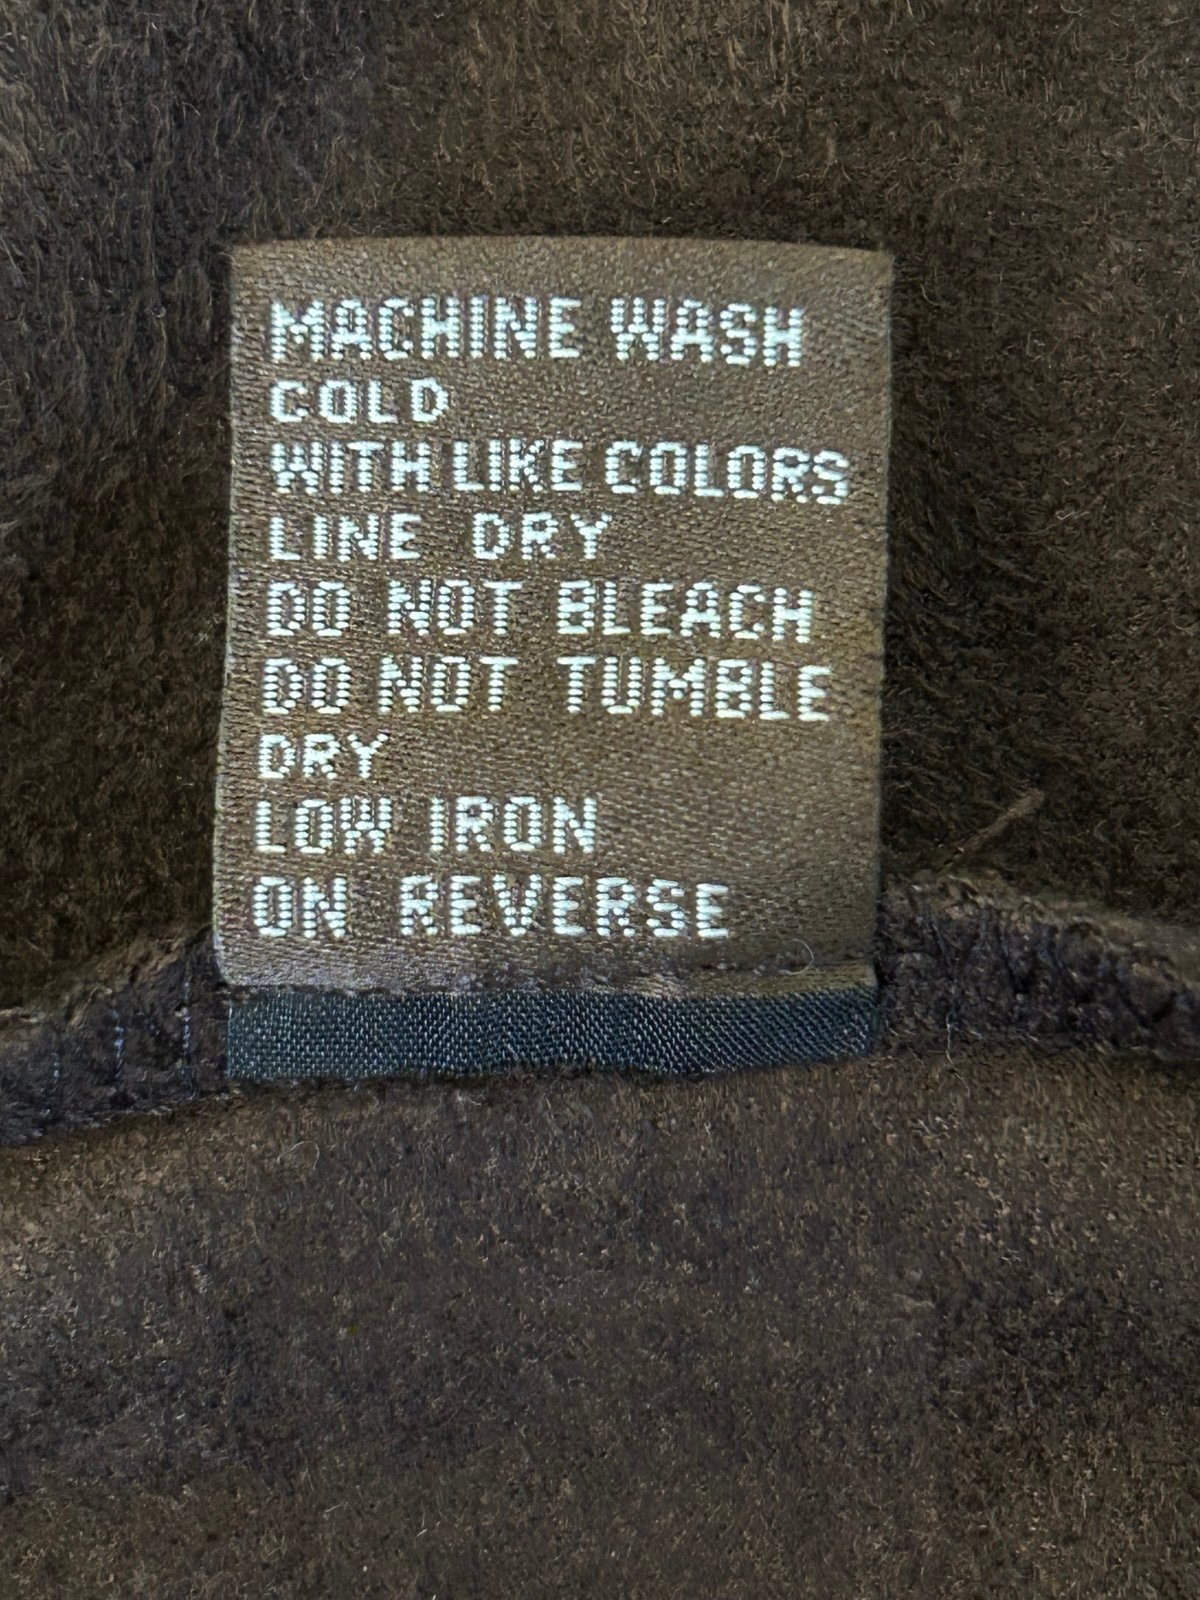 MACHINE WASH
COLD
WITH LIKE COLORS
LINE DRY
DO NOT BLEACH
DO NOT TUMBLE
DRY
LOW IRON
ON REVERSE